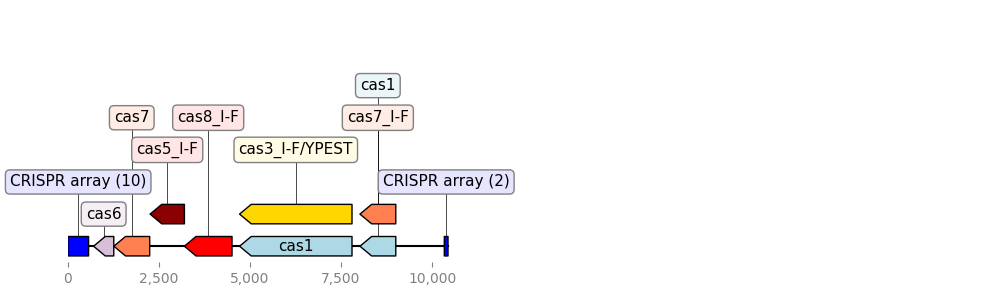 cas1
cas7
cas8_I-F
cas7_I-F
cas5_I-F
cas3_I-F/YPEST
CRISPR array (10)
CRISPR array (2)
cas6
cas1
0
2,500
5,000
7,500
10,000